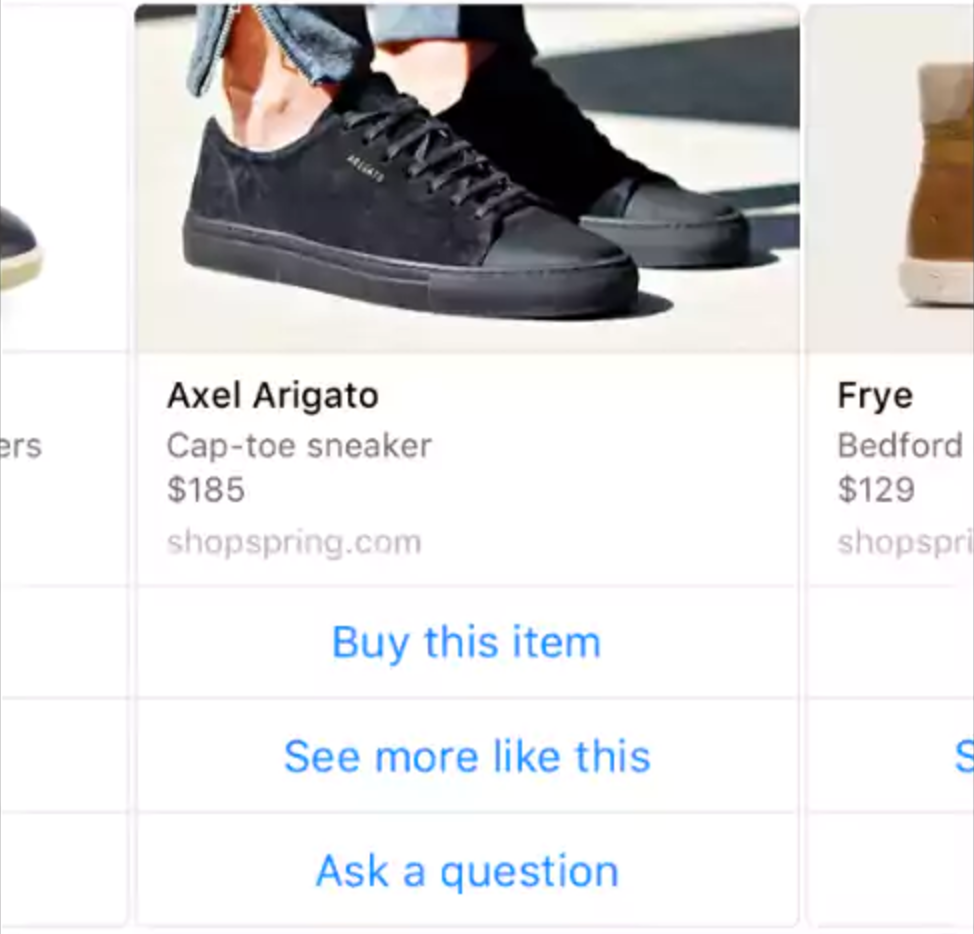 ARIGATO
ers
Axel Arigato
Cap-toe sneaker
$185
shopspring.com
Buy this item
See more like this
Ask a question
Frye
Bedford
$129
shopspri
S